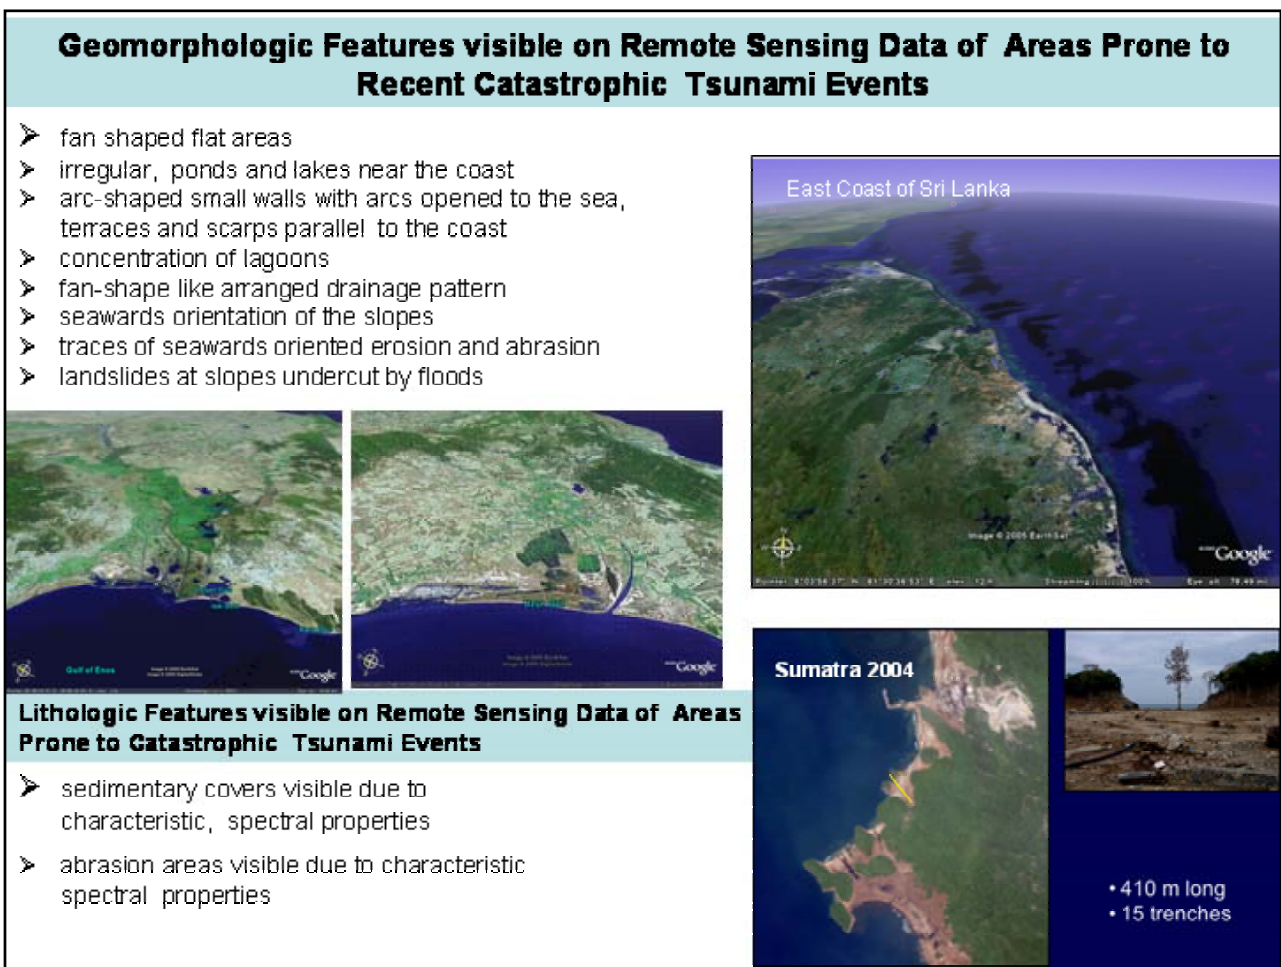 Geomorphologic Features visible on Remote Sensing Data of Areas Prone to
Recent Catastrophic Tsunami Events
➢ fan shaped flat areas
➢ irregular, ponds and lakes near the coast
➢ arc-shaped small walls with arcs opened to the sea,
terraces and scarps parallel to the coast
➢ concentration of lagoons
➢ fan-shape like arranged drainage pattern
➢ seawards orientation of the slopes
➢ traces of seawards oriented erosion and abrasion
➢ landslides at slopes undercut by floods
East Coast of Sri Lanka
Image © 2005 EarthSat
Google
Streaming 100%
Gulf of Enos
Google
Google
Lithologic Features visible on Remote Sensing Data of Areas
Prone to Catastrophic Tsunami Events
➢ sedimentary covers visible due to
characteristic, spectral properties
➢ abrasion areas visible due to characteristic
spectral properties
Sumatra 2004
• 410 m long
• 15 trenches